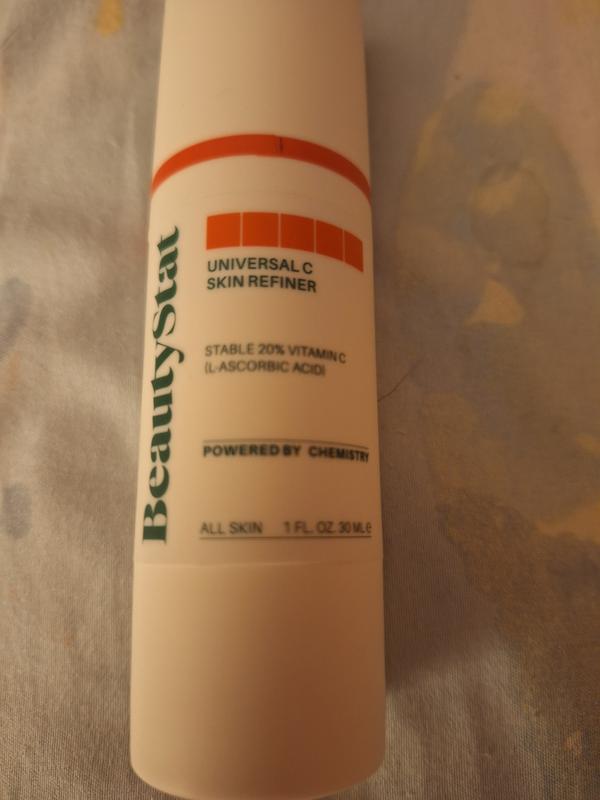 BeautyStat
UNIVERSAL C
SKIN REFINER
STABLE 20% VITAMIN C
(L-ASCORBIC ACID)
POWERED BY CHEMISTRY
ALL SKIN 1 FL. OZ. 30 ML e